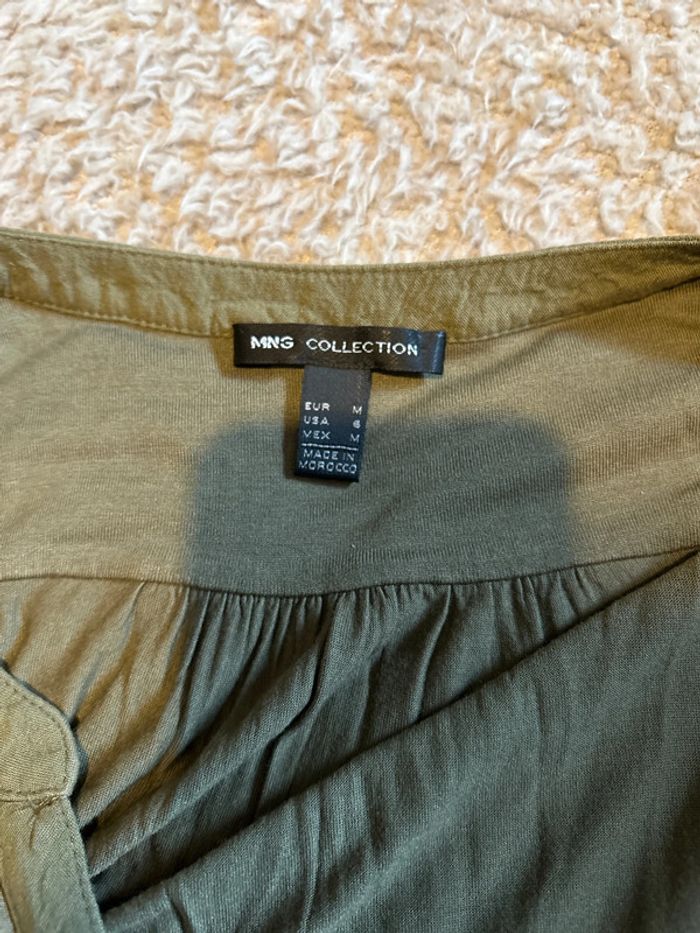 MNG COLLECTION
EUR M
USA 6
MEX M
MADE IN
MOROCCO